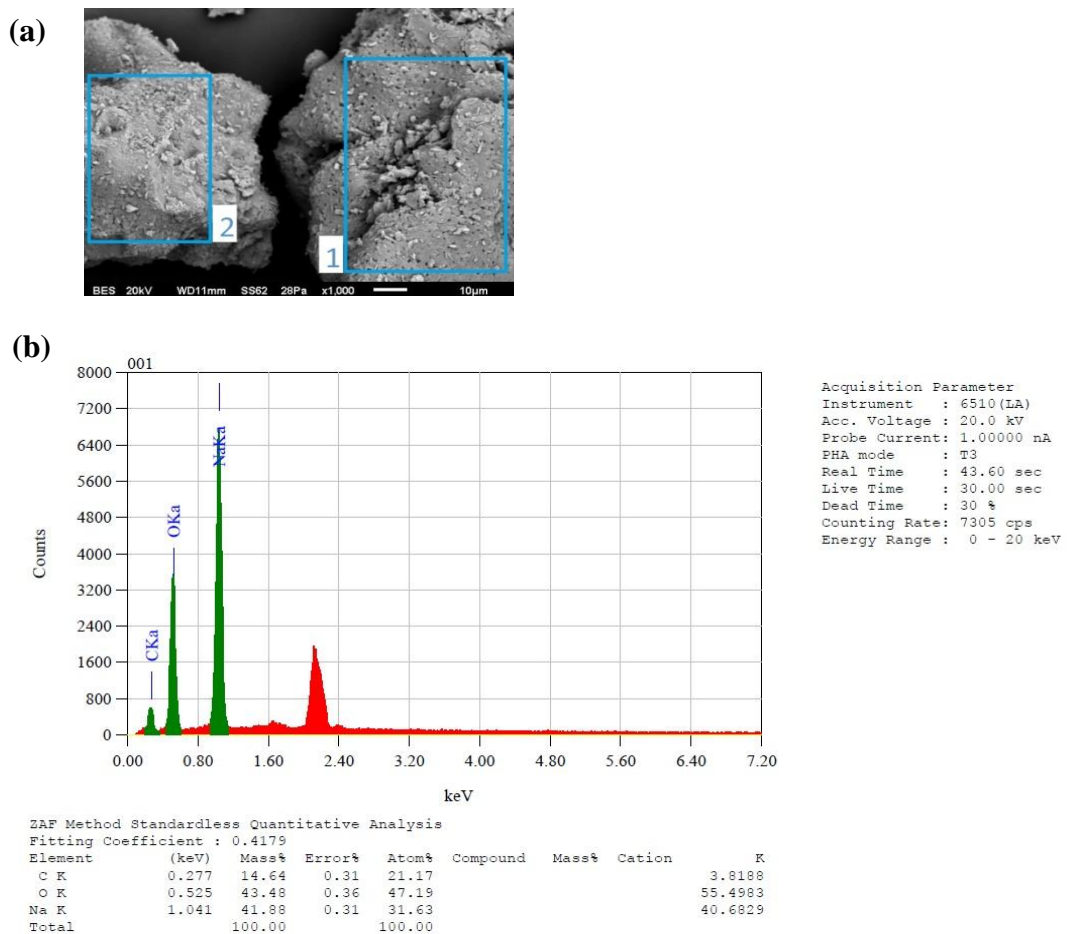 (a)
2
1
BES 20kV WD11mm SS62 28Pa x1,000 10µm
(b)
001
8000
7200
6400
5600
4800
4000
3200
2400
1600
800
0
Counts
CKa
OKa
NaKa
0.00 0.80 1.60 2.40 3.20 4.00 4.80 5.60 6.40 7.20
keV
Acquisition Parameter
Instrument : 6510(LA)
Acc. Voltage : 20.0 kV
Probe Current: 1.00000 nA
PHA mode : T3
Real Time : 43.60 sec
Live Time : 30.00 sec
Dead Time : 30 %
Counting Rate: 7305 cps
Energy Range : 0 - 20 keV
ZAF Method Standardless Quantitative Analysis
Fitting Coefficient : 0.4179
Element (keV) Mass% Error% Atom% Compound Mass% Cation K
C K 0.277 14.64 0.31 21.17 3.8188
O K 0.525 43.48 0.36 47.19 55.4983
Na K 1.041 41.88 0.31 31.63 40.6829
Total 100.00 100.00